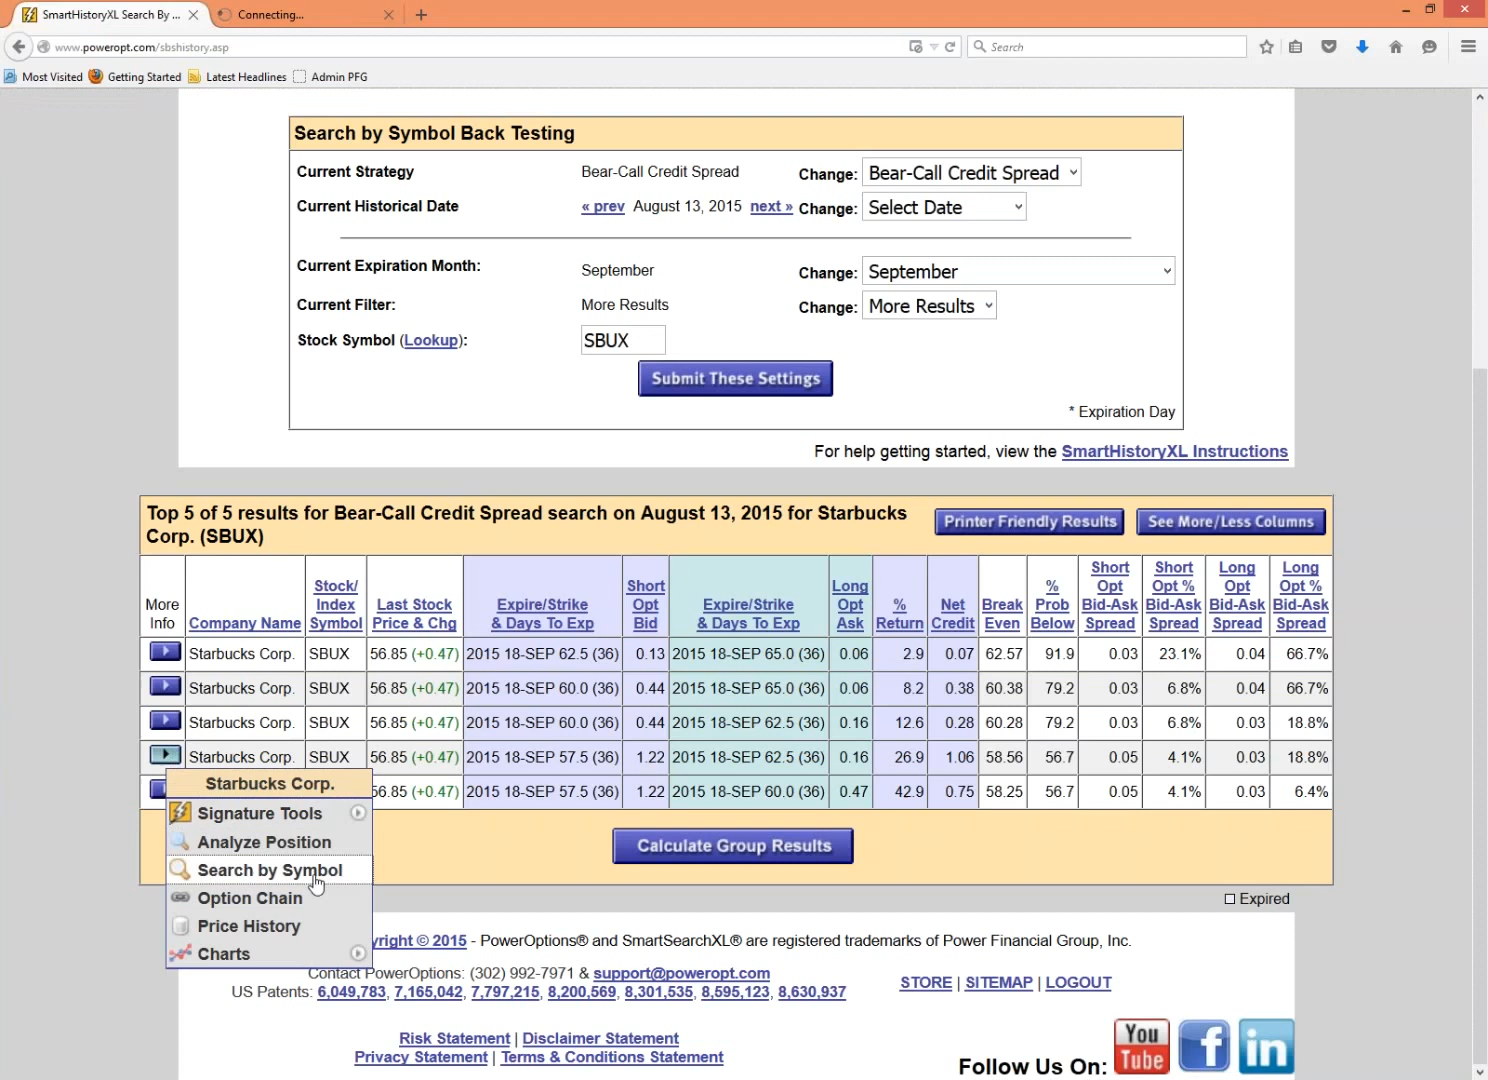 SmartHistoryXL Search By ...
Connecting...
www.poweropt.com/sbshistory.asp
Search
Most Visited Getting Started Latest Headlines Admin PFG
Search by Symbol Back Testing
Current Strategy Bear-Call Credit Spread Change: Bear-Call Credit Spread
Current Historical Date « prev August 13, 2015 next » Change: Select Date
Current Expiration Month: September Change: September
Current Filter: More Results Change: More Results
Stock Symbol (Lookup): SBUX
Submit These Settings
* Expiration Day
For help getting started, view the SmartHistoryXL Instructions
Top 5 of 5 results for Bear-Call Credit Spread search on August 13, 2015 for Starbucks
Corp. (SBUX)
Printer Friendly Results See More/Less Columns
More Info Company Name Stock/ Index Symbol Last Stock Price & Chg Expire/Strike & Days To Exp Short Opt Bid Expire/Strike & Days To Exp Long Opt Ask % Return Net Credit Break Even % Prob Below Short Opt Bid-Ask Spread Short Opt % Bid-Ask Spread Long Opt Bid-Ask Spread Long Opt % Bid-Ask Spread
Starbucks Corp. SBUX 56.85 (+0.47) 2015 18-SEP 62.5 (36) 0.13 2015 18-SEP 65.0 (36) 0.06 2.9 0.07 62.57 91.9 0.03 23.1% 0.04 66.7%
Starbucks Corp. SBUX 56.85 (+0.47) 2015 18-SEP 60.0 (36) 0.44 2015 18-SEP 65.0 (36) 0.06 8.2 0.38 60.38 79.2 0.03 6.8% 0.04 66.7%
Starbucks Corp. SBUX 56.85 (+0.47) 2015 18-SEP 60.0 (36) 0.44 2015 18-SEP 62.5 (36) 0.16 12.6 0.28 60.28 79.2 0.03 6.8% 0.03 18.8%
Starbucks Corp. SBUX 56.85 (+0.47) 2015 18-SEP 57.5 (36) 1.22 2015 18-SEP 62.5 (36) 0.16 26.9 1.06 58.56 56.7 0.05 4.1% 0.03 18.8%
56.85 (+0.47) 2015 18-SEP 57.5 (36) 1.22 2015 18-SEP 60.0 (36) 0.47 42.9 0.75 58.25 56.7 0.05 4.1% 0.03 6.4%
Starbucks Corp.
Signature Tools
Analyze Position
Search by Symbol
Option Chain
Price History
Charts
Calculate Group Results
Expired
yright © 2015 - PowerOptions® and SmartSearchXL® are registered trademarks of Power Financial Group, Inc.
Contact PowerOptions: (302) 992-7971 & support@poweropt.com
US Patents: 6,049,783, 7,165,042, 7,797,215, 8,200,569, 8,301,535, 8,595,123, 8,630,937
STORE | SITEMAP | LOGOUT
Risk Statement | Disclaimer Statement
Privacy Statement | Terms & Conditions Statement
Follow Us On: You Tube f in